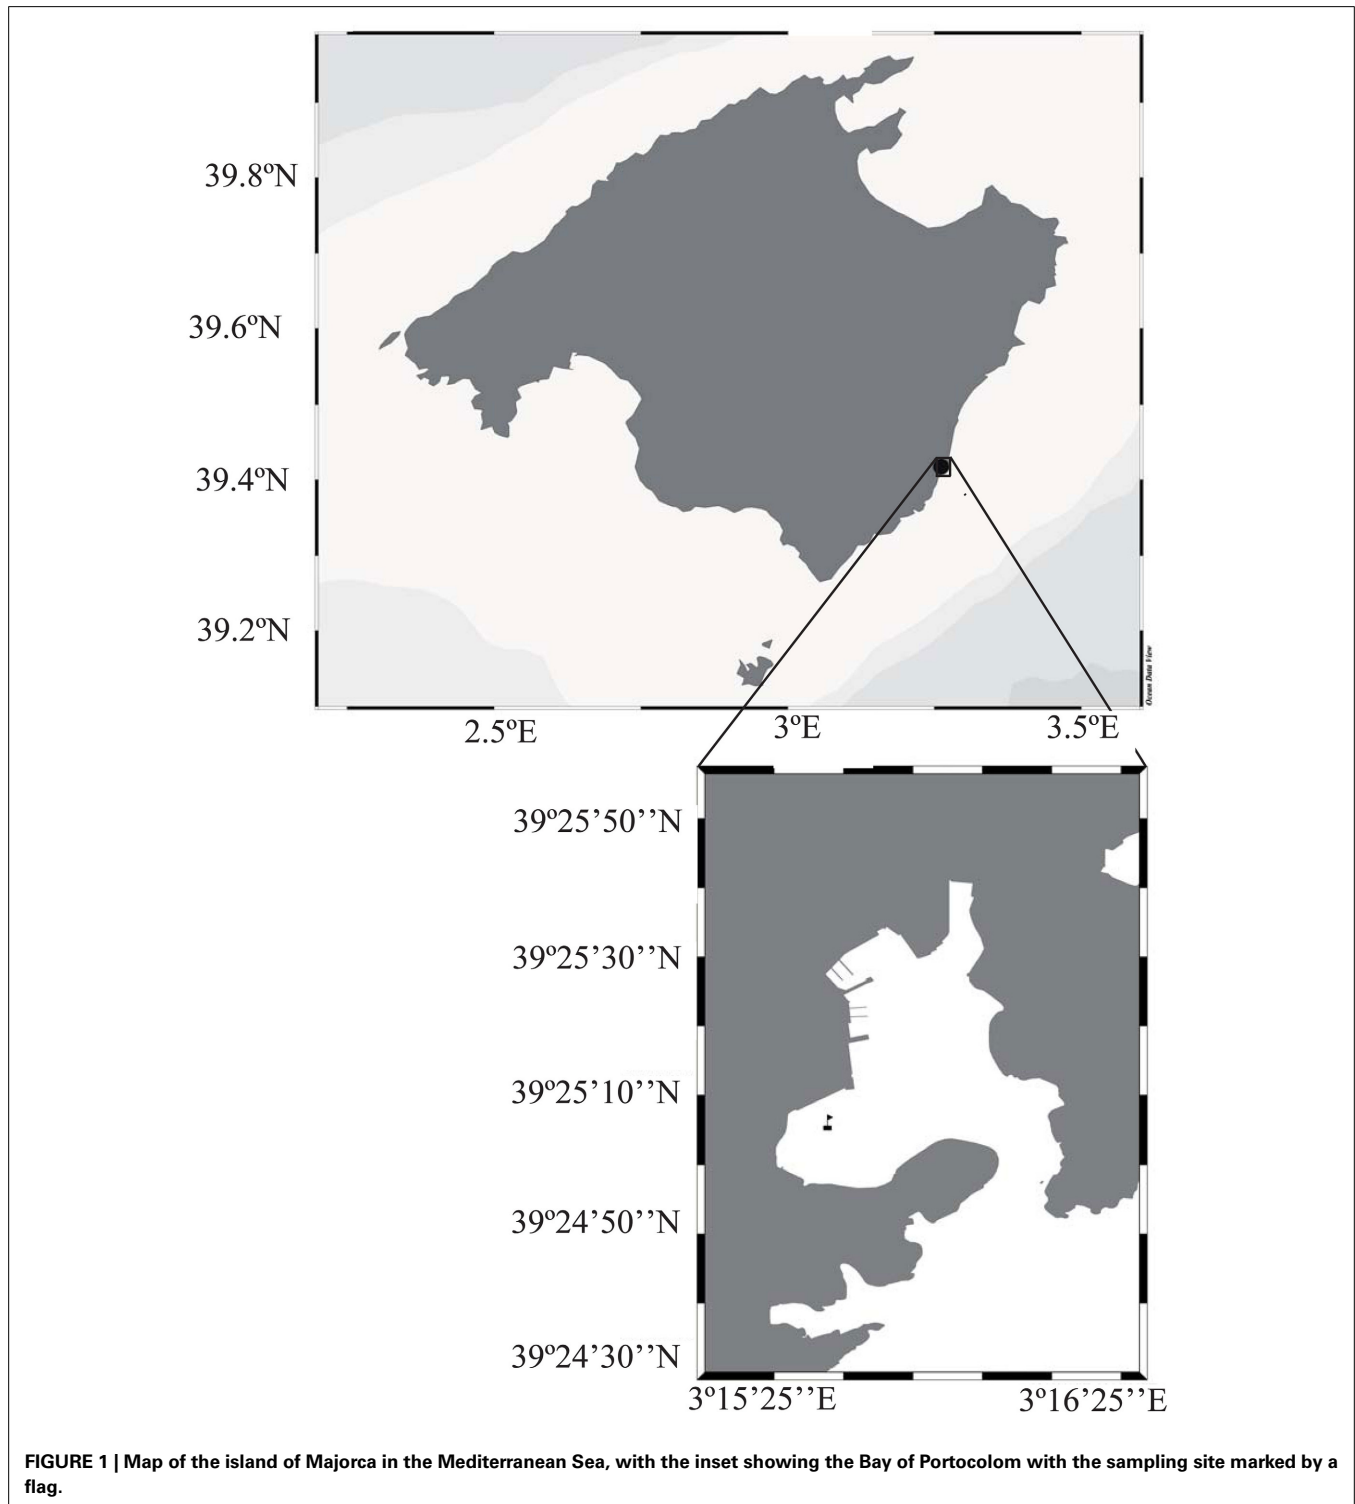 39.8ºN
39.6ºN
39.4ºN
39.2ºN
Ocean Data View
2.5ºE
3ºE
3.5ºE
39º25’50’’N
39º25’30’’N
39º25’10’’N
39º24’50’’N
39º24’30’’N
3º15’25’’E
3º16’25’’E
FIGURE 1 | Map of the island of Majorca in the Mediterranean Sea, with the inset showing the Bay of Portocolom with the sampling site marked by a
flag.